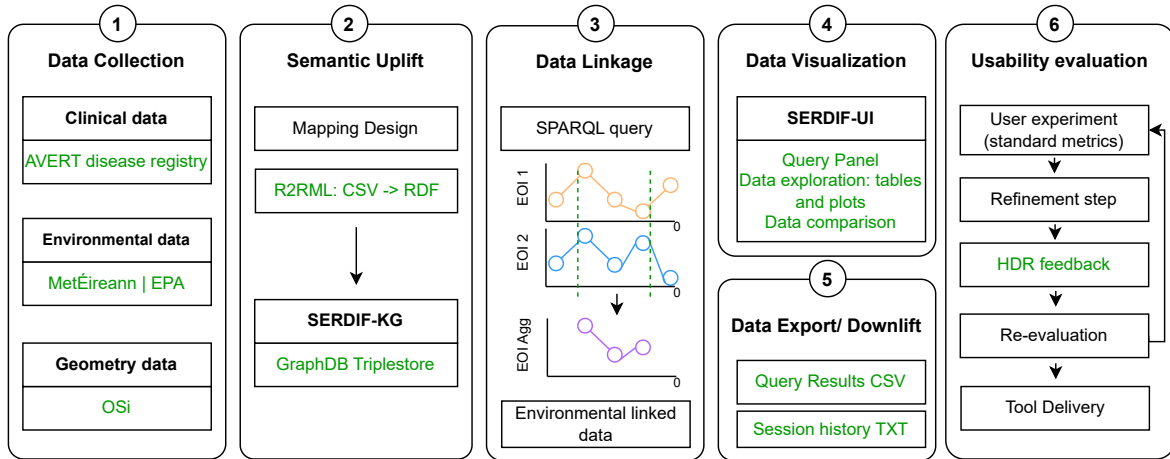 1
Data Collection
Clinical data
AVERT disease registry
Environmental data
MetÉireann | EPA
Geometry data
OSi
2
Semantic Uplift
Mapping Design
R2RML: CSV -> RDF
SERDIF-KG
GraphDB Triplestore
3
Data Linkage
SPARQL query
EOI 1
0
EOI 2
0
EOI Agg
0
Environmental linked
data
4
Data Visualization
SERDIF-UI
Query Panel
Data exploration: tables
and plots
Data comparison
5
Data Export/ Downlift
Query Results CSV
Session history TXT
6
Usability evaluation
User experiment
(standard metrics)
Refinement step
HDR feedback
Re-evaluation
Tool Delivery